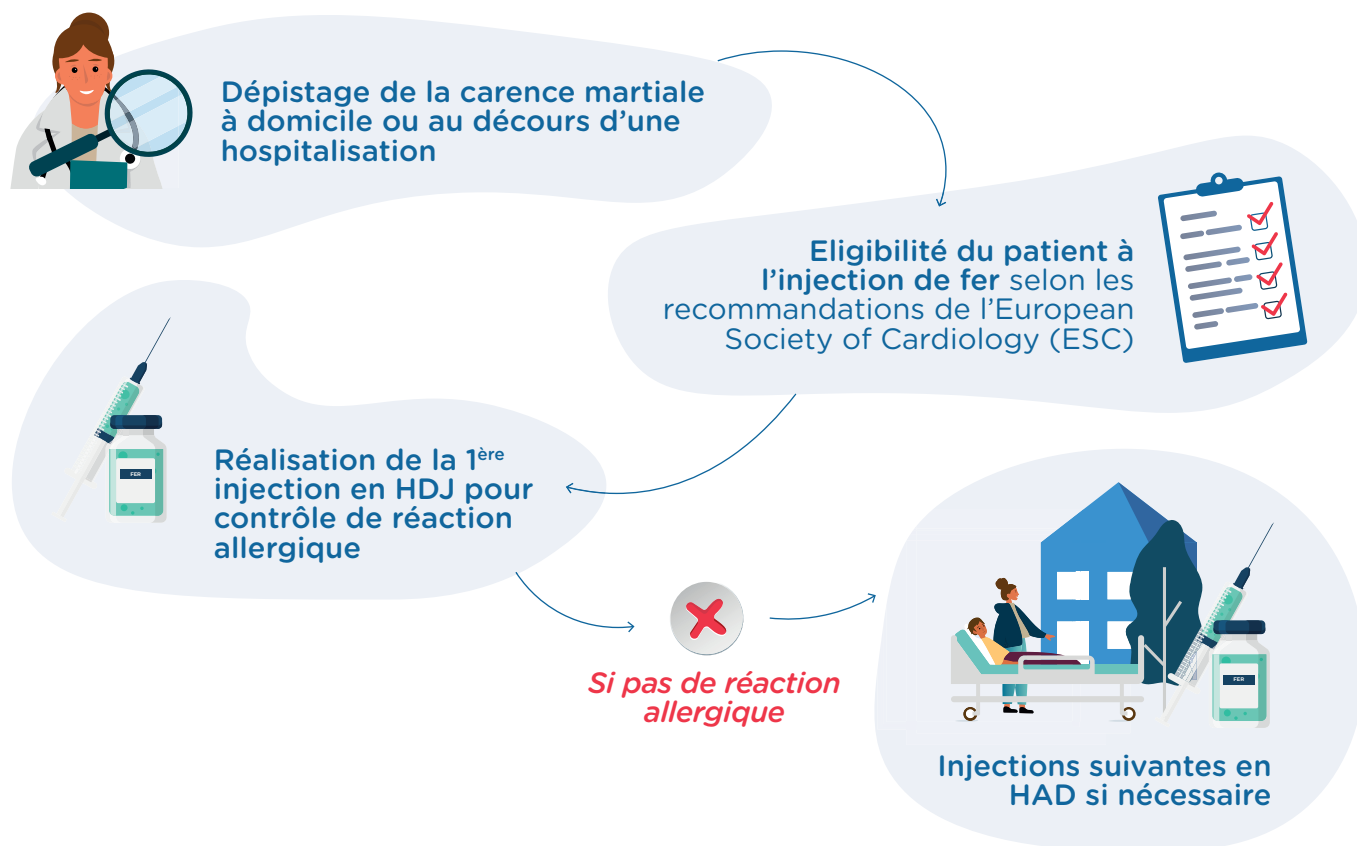 Dépistage de la carence martiale
à domicile ou au décours d’une
hospitalisation
Eligibilité du patient à
l’injection de fer selon les
recommandations de l’European
Society of Cardiology (ESC)
FER
Réalisation de la 1ère
injection en HDJ pour
contrôle de réaction
allergique
Si pas de réaction
allergique
FER
Injections suivantes en
HAD si nécessaire